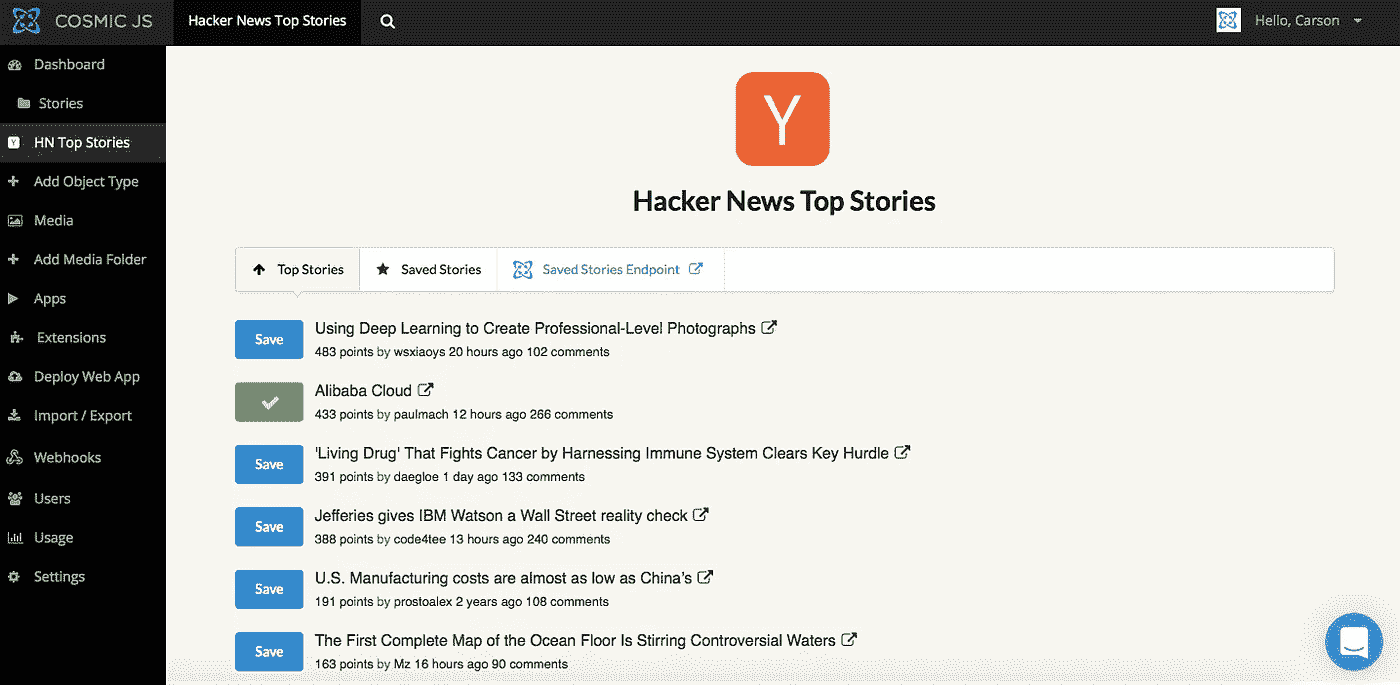 COSMIC JS
Hacker News Top Stories
Hello, Carson
Dashboard
Stories
HN Top Stories
Add Object Type
Media
Add Media Folder
Apps
Extensions
Deploy Web App
Import / Export
Webhooks
Users
Usage
Settings
Y
Hacker News Top Stories
Top Stories
Saved Stories
Saved Stories Endpoint
Save
Using Deep Learning to Create Professional-Level Photographs
483 points by wsxiaoys 20 hours ago 102 comments
Alibaba Cloud
433 points by paulmach 12 hours ago 266 comments
Save
'Living Drug' That Fights Cancer by Harnessing Immune System Clears Key Hurdle
391 points by daegloe 1 day ago 133 comments
Save
Jefferies gives IBM Watson a Wall Street reality check
388 points by code4tee 13 hours ago 240 comments
Save
U.S. Manufacturing costs are almost as low as China’s
191 points by prostoalex 2 years ago 108 comments
Save
The First Complete Map of the Ocean Floor Is Stirring Controversial Waters
163 points by Mz 16 hours ago 90 comments